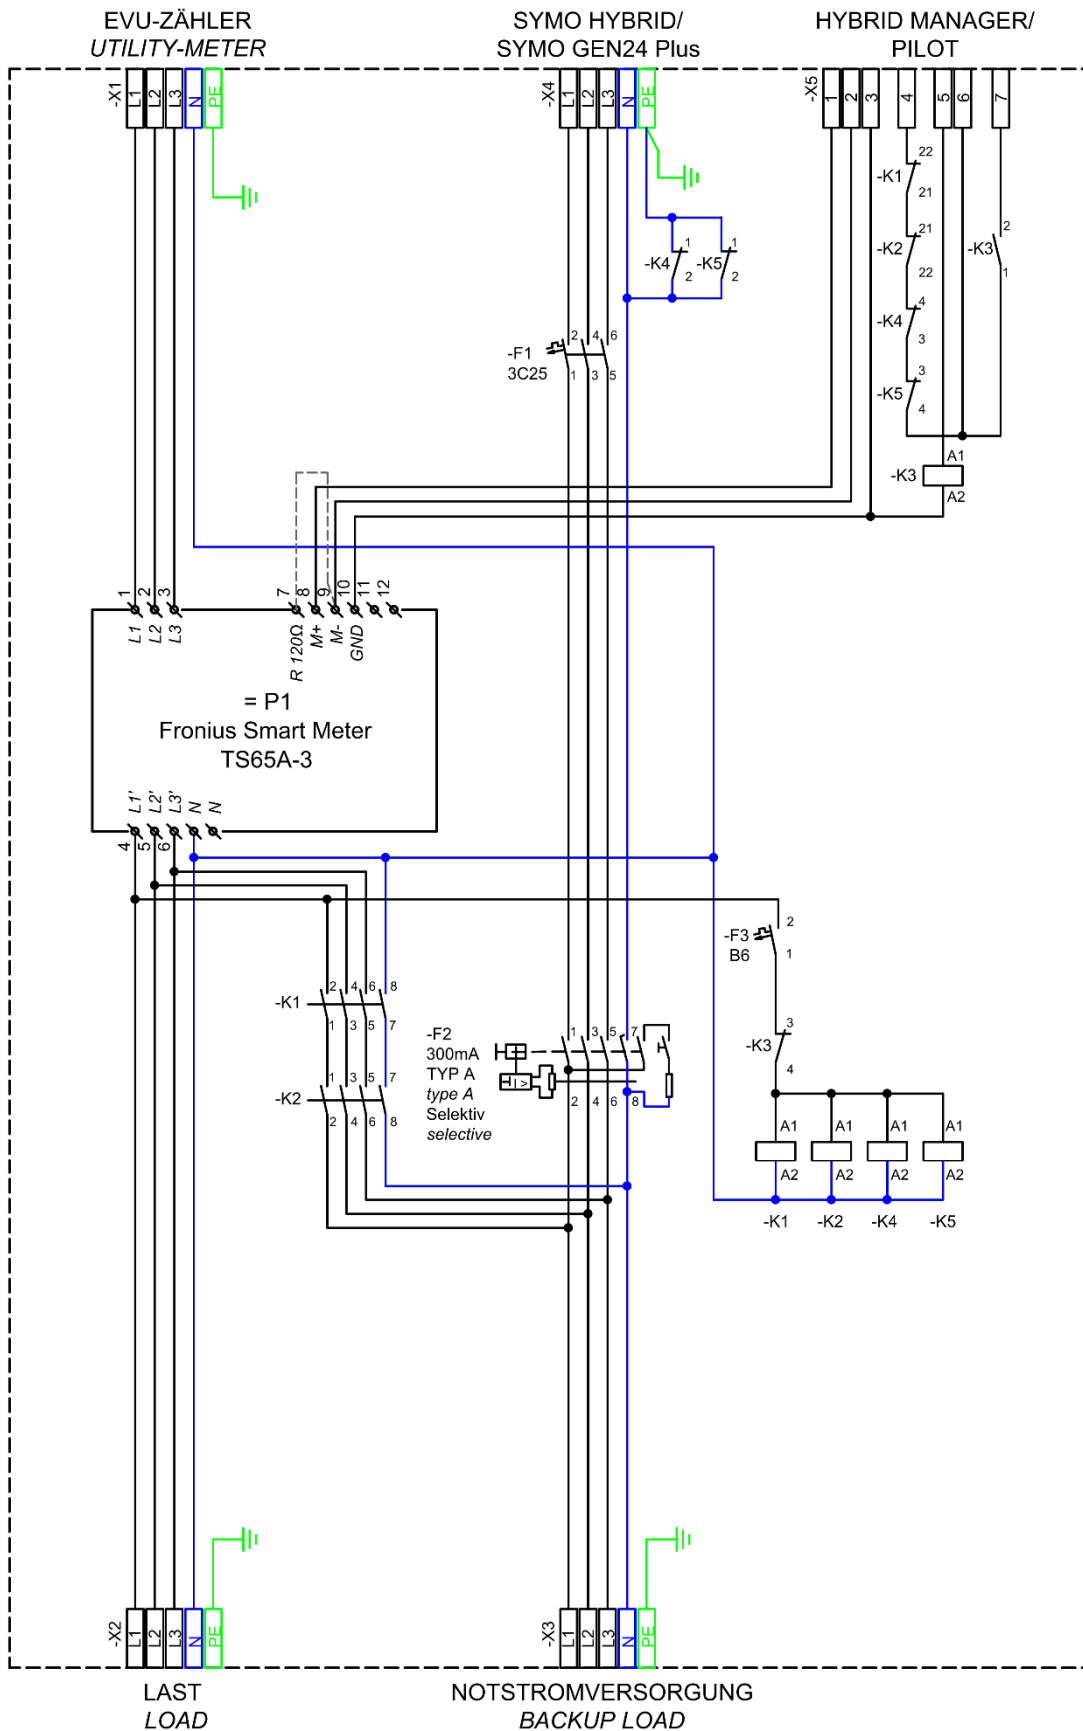 EVU-ZÄHLER
UTILITY-METER
SYMO HYBRID/
SYMO GEN24 Plus
HYBRID MANAGER/
PILOT
-X1
L1
L2
L3
N
PE
-X4
L1
L2
L3
N
PE
-X5
1
2
3
4
5
6
7
-K1
22
21
-K2
21
22
-K3
2
1
-K4
1
2
-K5
1
2
-K4
4
3
-K5
3
4
-F1
3C25
2
4
6
1
3
5
-K3
A1
A2
1
2
3
7
8
9
10
11
12
L1
L2
L3
R 120Ω
M+
M-
GND
= P1
Fronius Smart Meter
TS65A-3
L1'
L2'
L3'
N
N
4
5
6
-F3
B6
2
1
-K1
2
4
6
8
1
3
5
7
-K2
1
3
5
7
2
4
6
8
-F2
300mA
TYP A
type A
Selektiv
selective
1
3
5
7
I >
2
4
6
8
-K3
3
4
A1
A1
A1
A1
A2
A2
A2
A2
-K1
-K2
-K4
-K5
-X2
L1
L2
L3
N
PE
-X3
L1
L2
L3
N
PE
LAST
LOAD
NOTSTROMVERSORGUNG
BACKUP LOAD